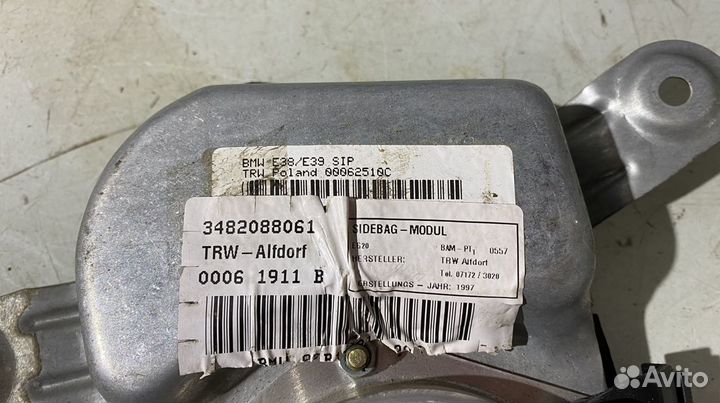 BMW E38/E39 SIP
TRW Poland 00062510C
3482088061
TRW-Alfdorf
0006 1911 B
SIDEBAG-MODUL
BAM-PT 0557
HERSTELLER: TRW Alfdorf
Tel. 07172/3020
ERSTELLUNGS-JAHR: 1997
BMW
Avito